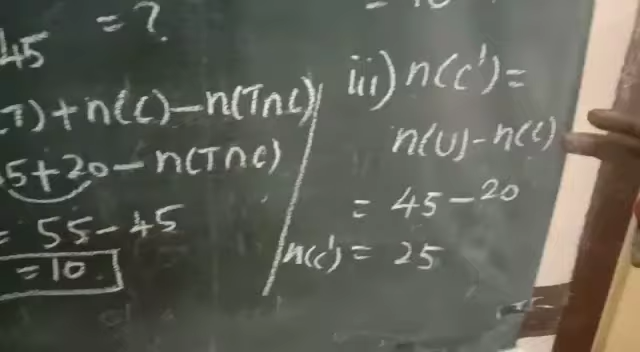 = ?
45
T) + n(C) – n(T∩C)
5 + 20 – n(T∩C)
= 55 – 45
= 10
iii) n(C') =
n(U) – n(C)
= 45 – 20
n(C') = 25